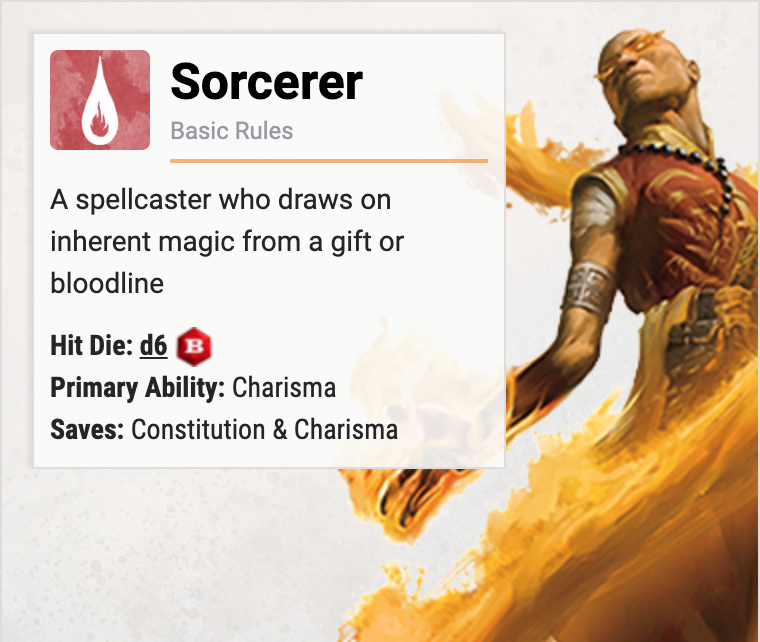 Sorcerer
Basic Rules
A spellcaster who draws on
inherent magic from a gift or
bloodline
Hit Die: d6 B
Primary Ability: Charisma
Saves: Constitution & Charisma